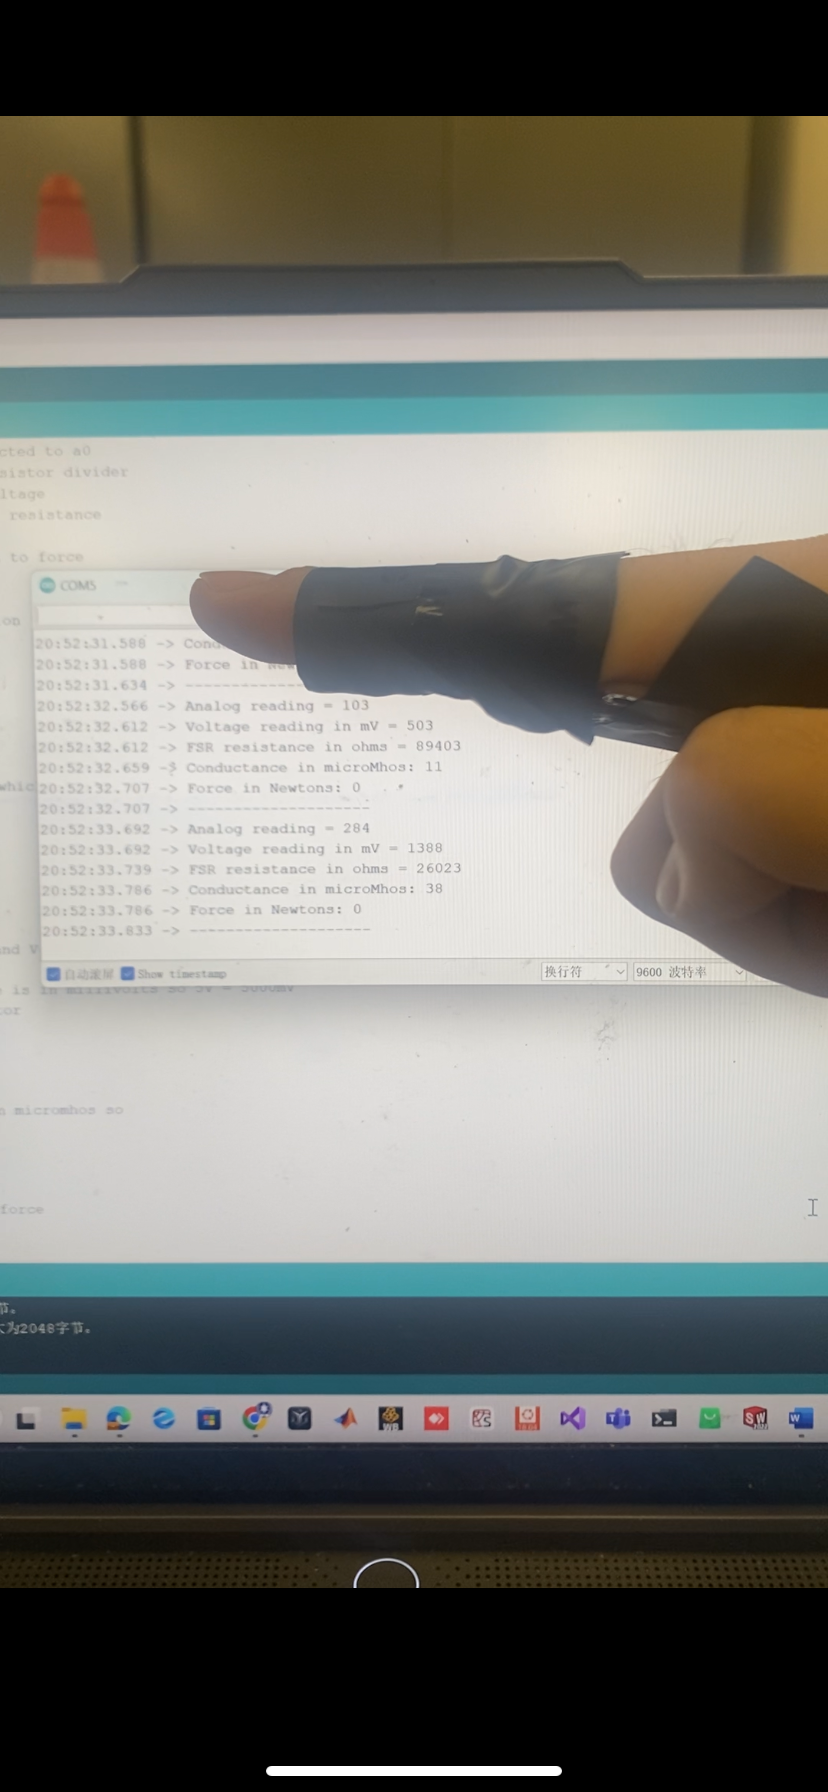 cted to a0
sistor divider
ltage
resistance
to force
on
COM5
20:52:31.588 -> Cond
20:52:31.588 -> Force in New
20:52:31.634 -> ------------
20:52:32.566 -> Analog reading = 103
20:52:32.612 -> Voltage reading in mV = 503
20:52:32.612 -> FSR resistance in ohms = 89403
20:52:32.659 -> Conductance in microMhos: 11
whic
20:52:32.707 -> Force in Newtons: 0
20:52:32.707 -> --------------------
20:52:33.692 -> Analog reading = 284
20:52:33.692 -> Voltage reading in mV = 1388
20:52:33.739 -> FSR resistance in ohms = 26023
20:52:33.786 -> Conductance in microMhos: 38
20:52:33.786 -> Force in Newtons: 0
20:52:33.833 -> --------------------
and V
自动滚屏 Show timestamp 换行符 9600 波特率
is in millivolts so 5V = 5000mV
tor
n micromhos so
force
节。
大为2048字节。
WB
SW
W